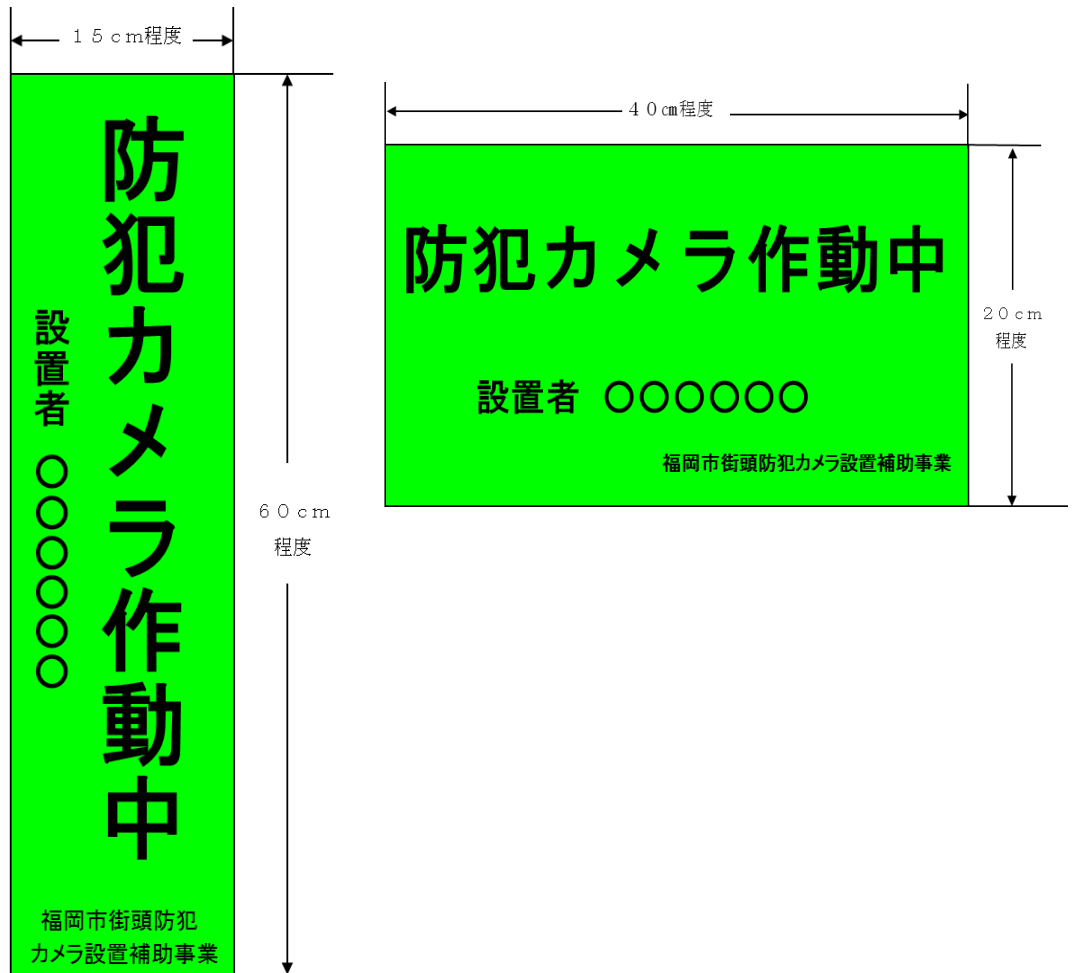 １５ｃｍ程度
防犯カメラ作動中
設置者 〇〇〇〇〇〇
福岡市街頭防犯
カメラ設置補助事業
６０ｃｍ
程度
４０㎝程度
防犯カメラ作動中
設置者 〇〇〇〇〇〇
福岡市街頭防犯カメラ設置補助事業
２０ｃｍ
程度